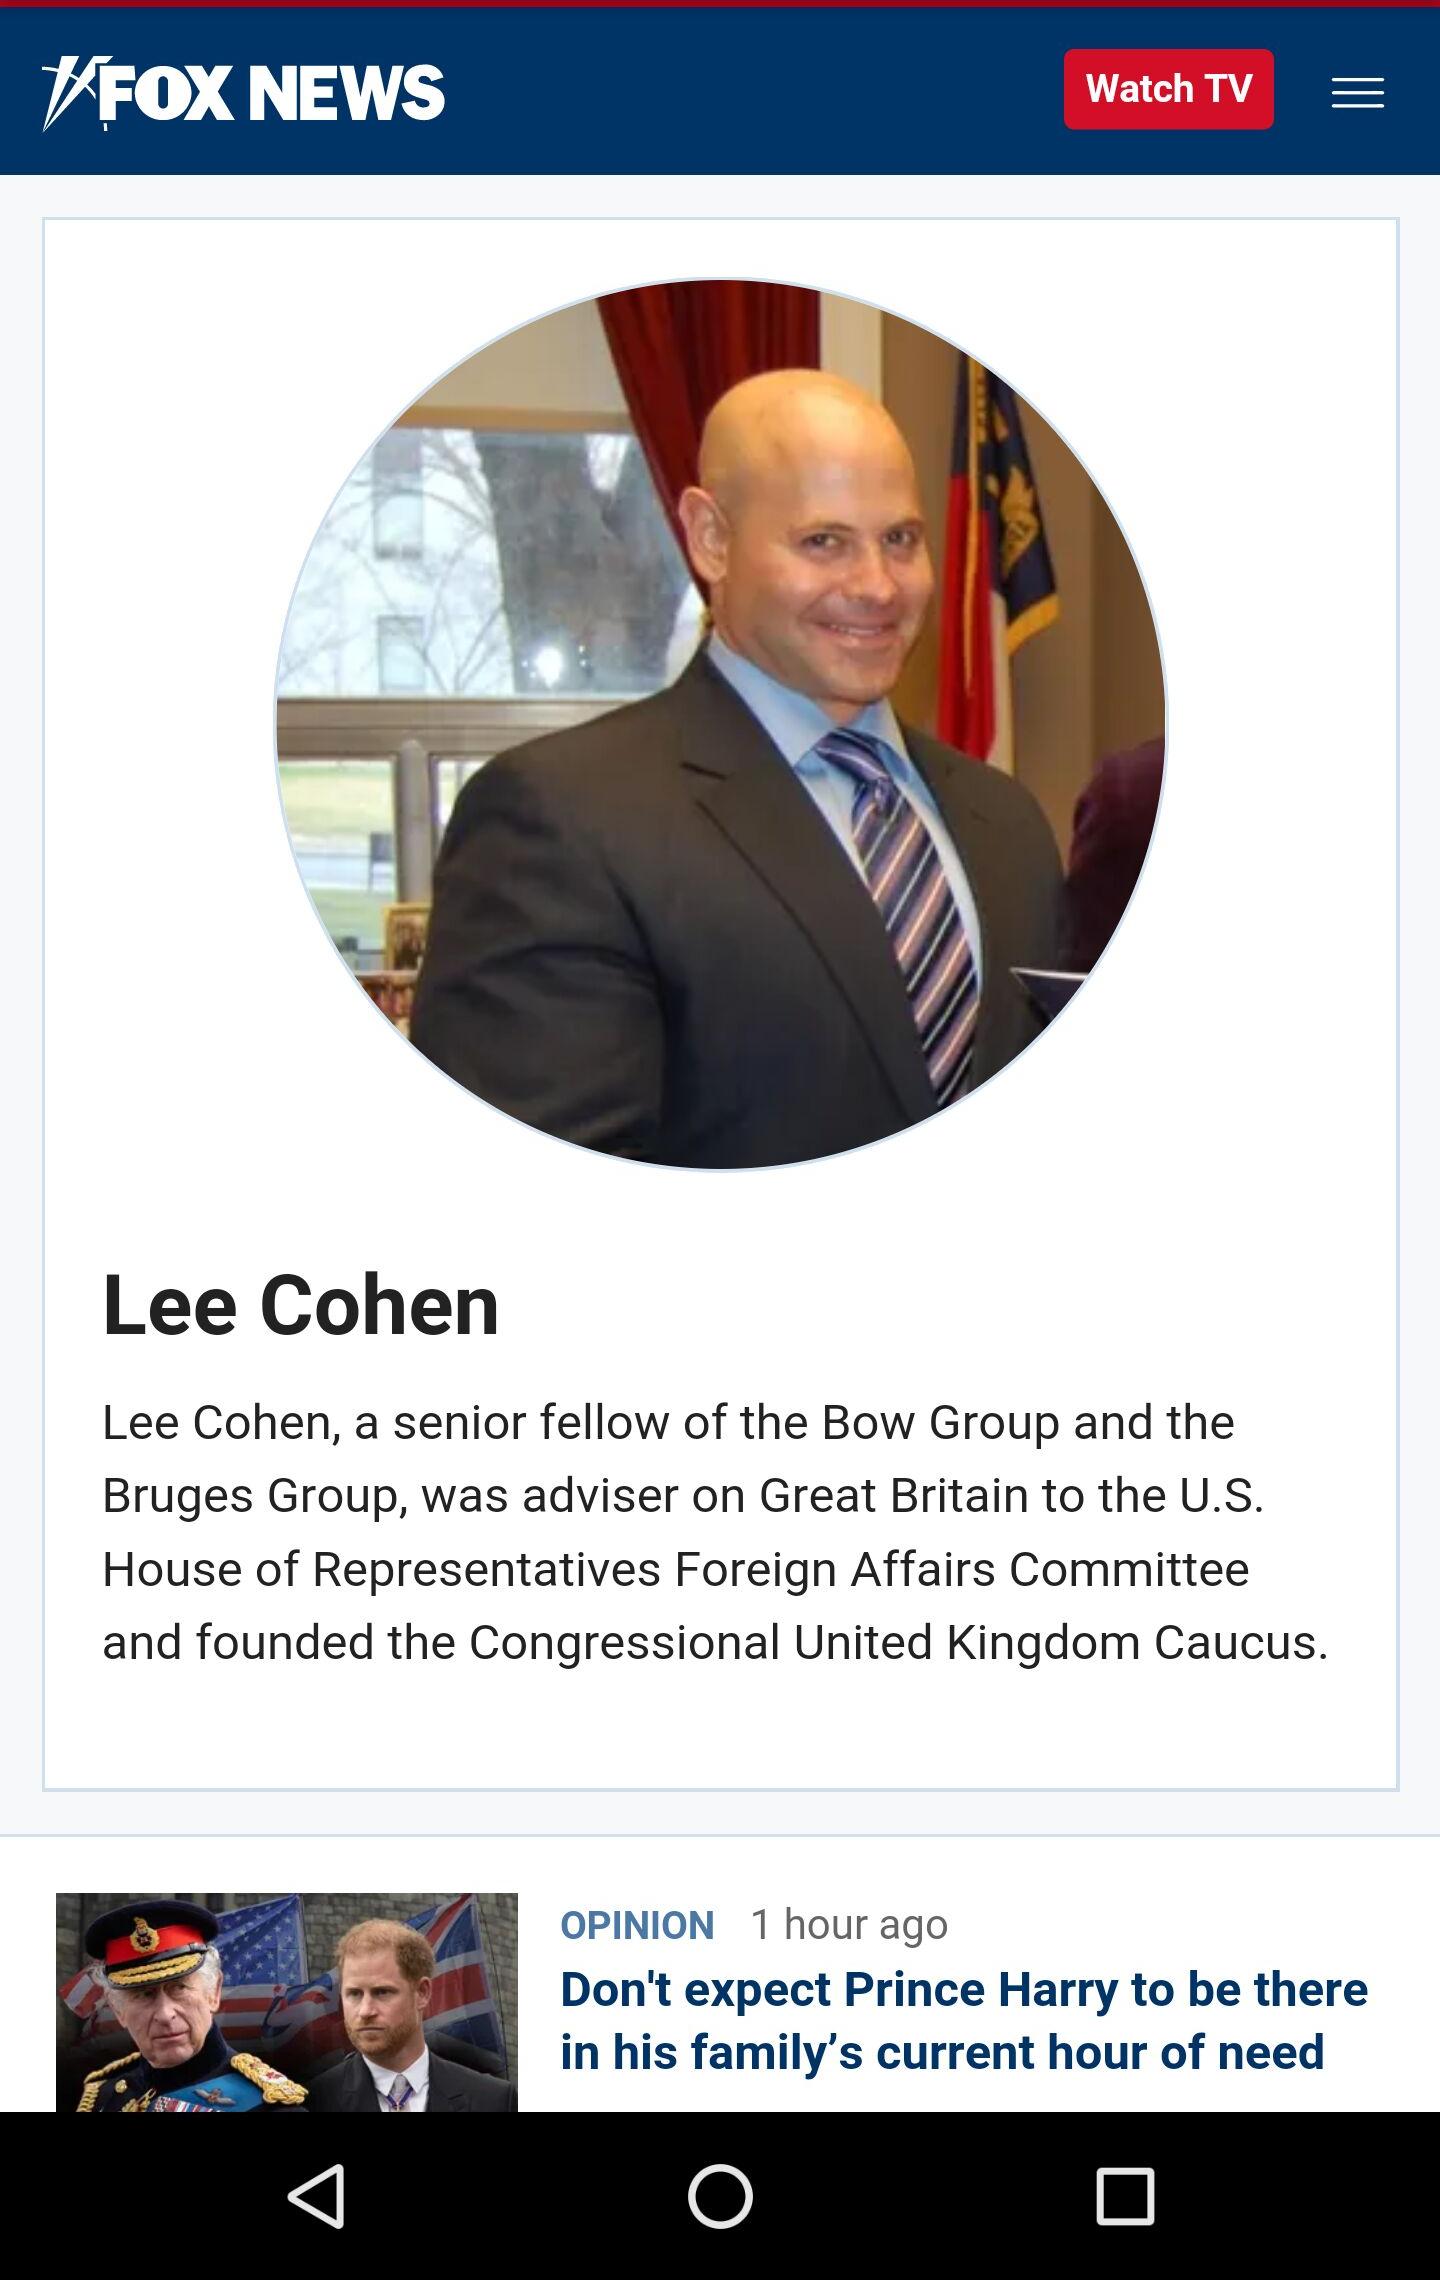 FOX NEWS
Watch TV
Lee Cohen
Lee Cohen, a senior fellow of the Bow Group and the
Bruges Group, was adviser on Great Britain to the U.S.
House of Representatives Foreign Affairs Committee
and founded the Congressional United Kingdom Caucus.
OPINION 1 hour ago
Don't expect Prince Harry to be there
in his family’s current hour of need